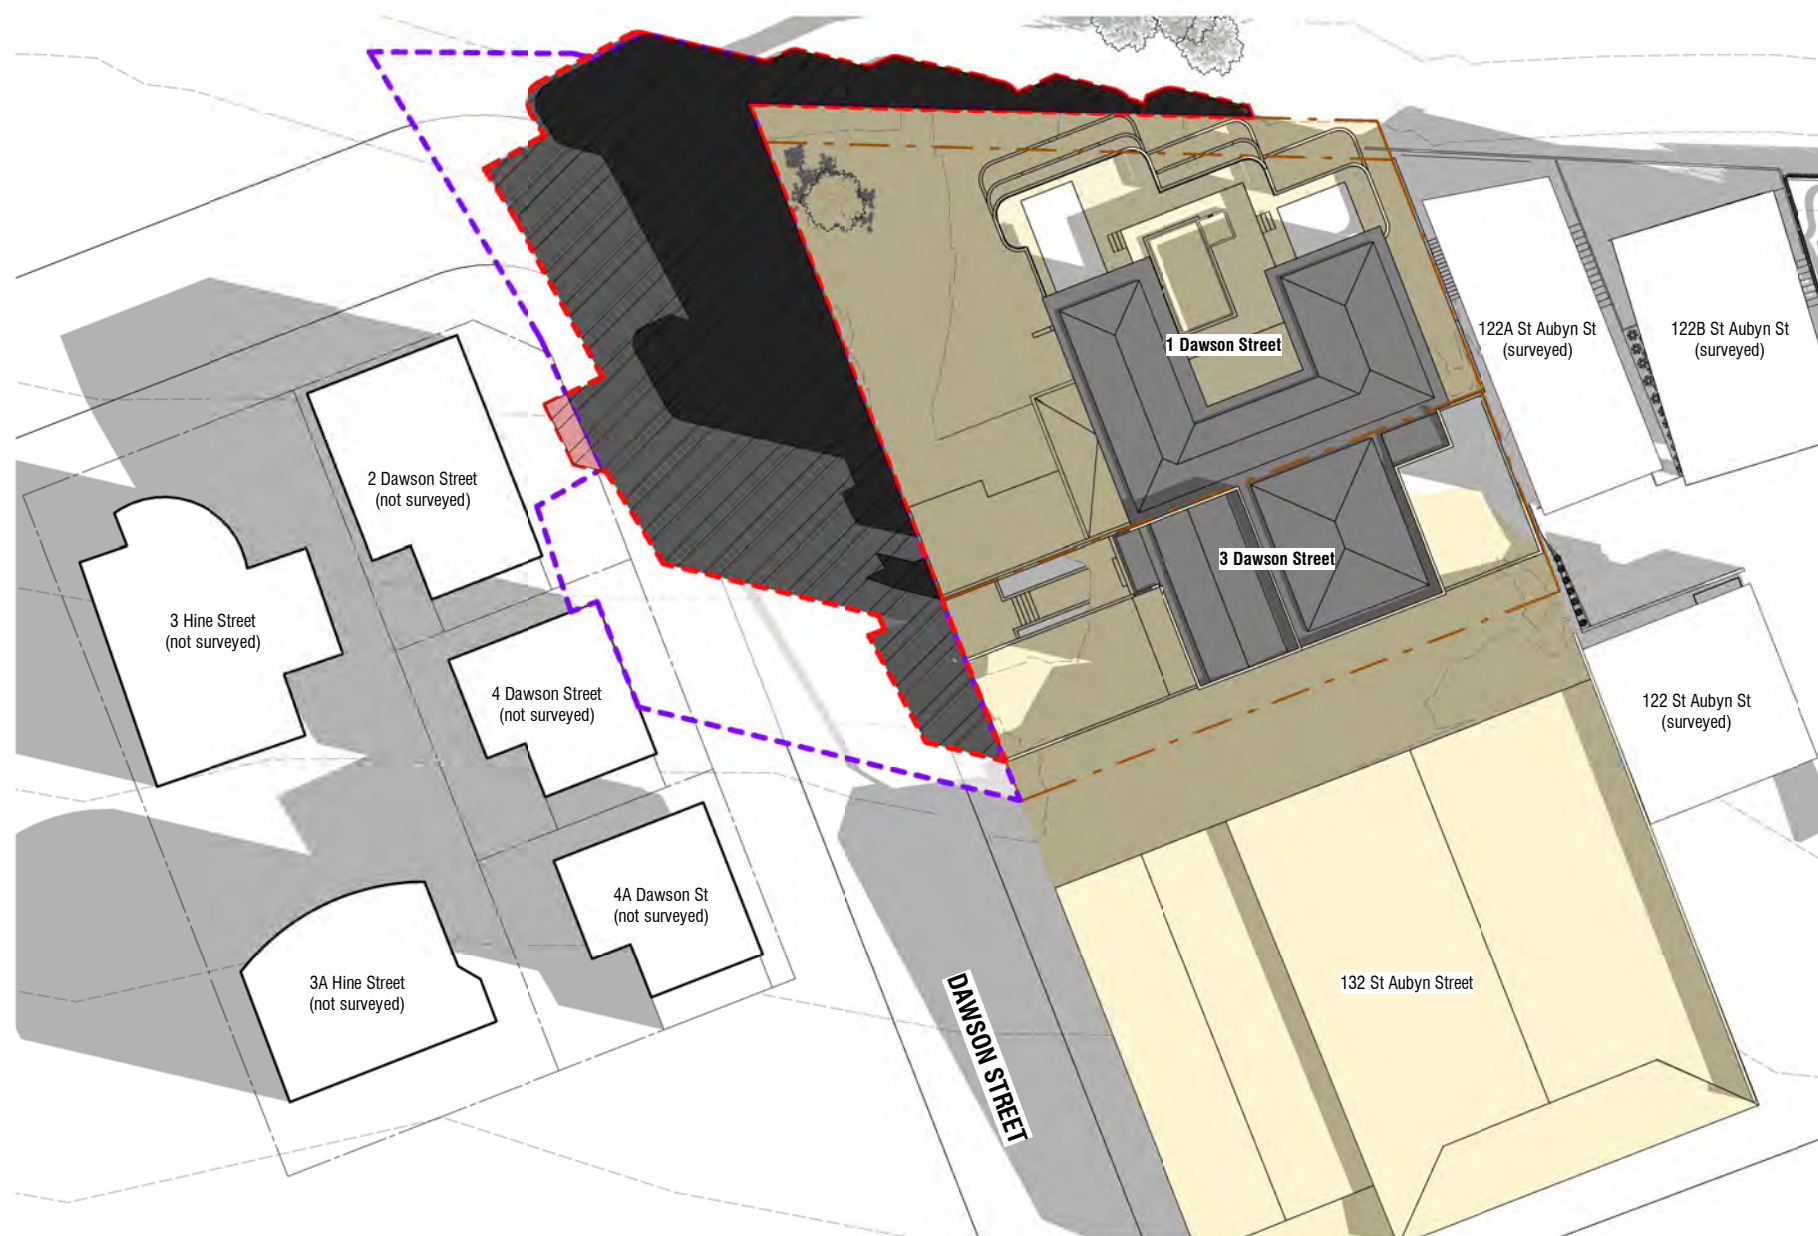 122A St Aubyn St
(surveyed)
122B St Aubyn St
(surveyed)
1 Dawson Street
2 Dawson Street
(not surveyed)
3 Dawson Street
3 Hine Street
(not surveyed)
4 Dawson Street
(not surveyed)
122 St Aubyn St
(surveyed)
4A Dawson St
(not surveyed)
3A Hine Street
(not surveyed)
132 St Aubyn Street
DAWSON STREET